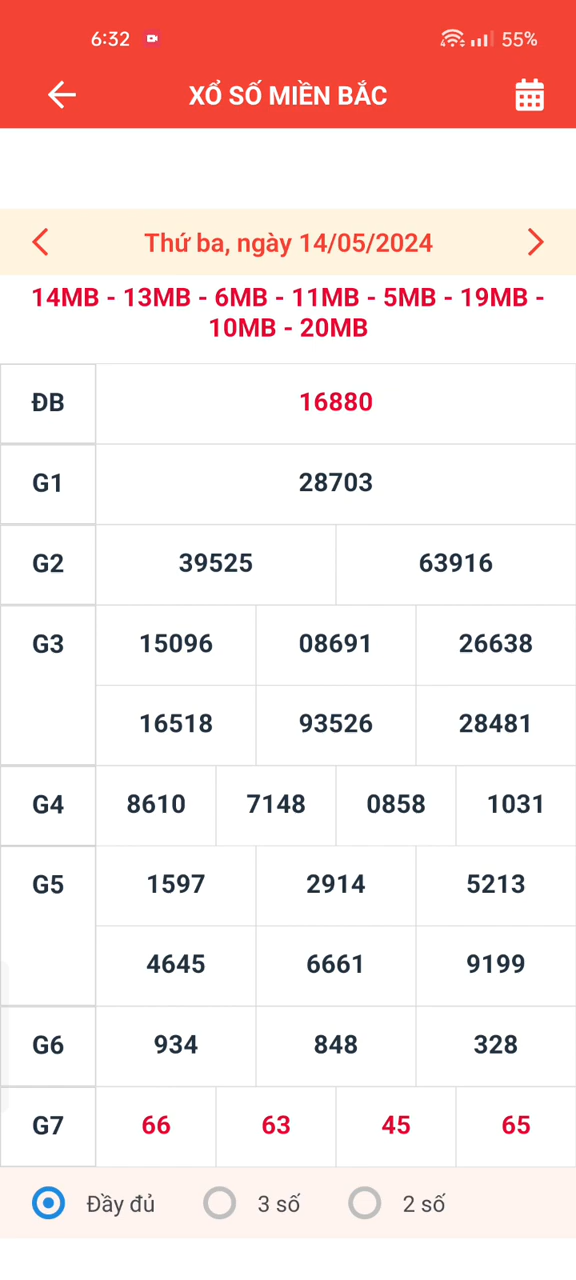 6:32 55%
XỔ SỐ MIỀN BẮC
Thứ ba, ngày 14/05/2024
14MB - 13MB - 6MB - 11MB - 5MB - 19MB -
10MB - 20MB
ĐB 16880
G1 28703
G2 39525 63916
G3 15096 08691 26638
16518 93526 28481
G4 8610 7148 0858 1031
G5 1597 2914 5213
4645 6661 9199
G6 934 848 328
G7 66 63 45 65
Đầy đủ 3 số 2 số